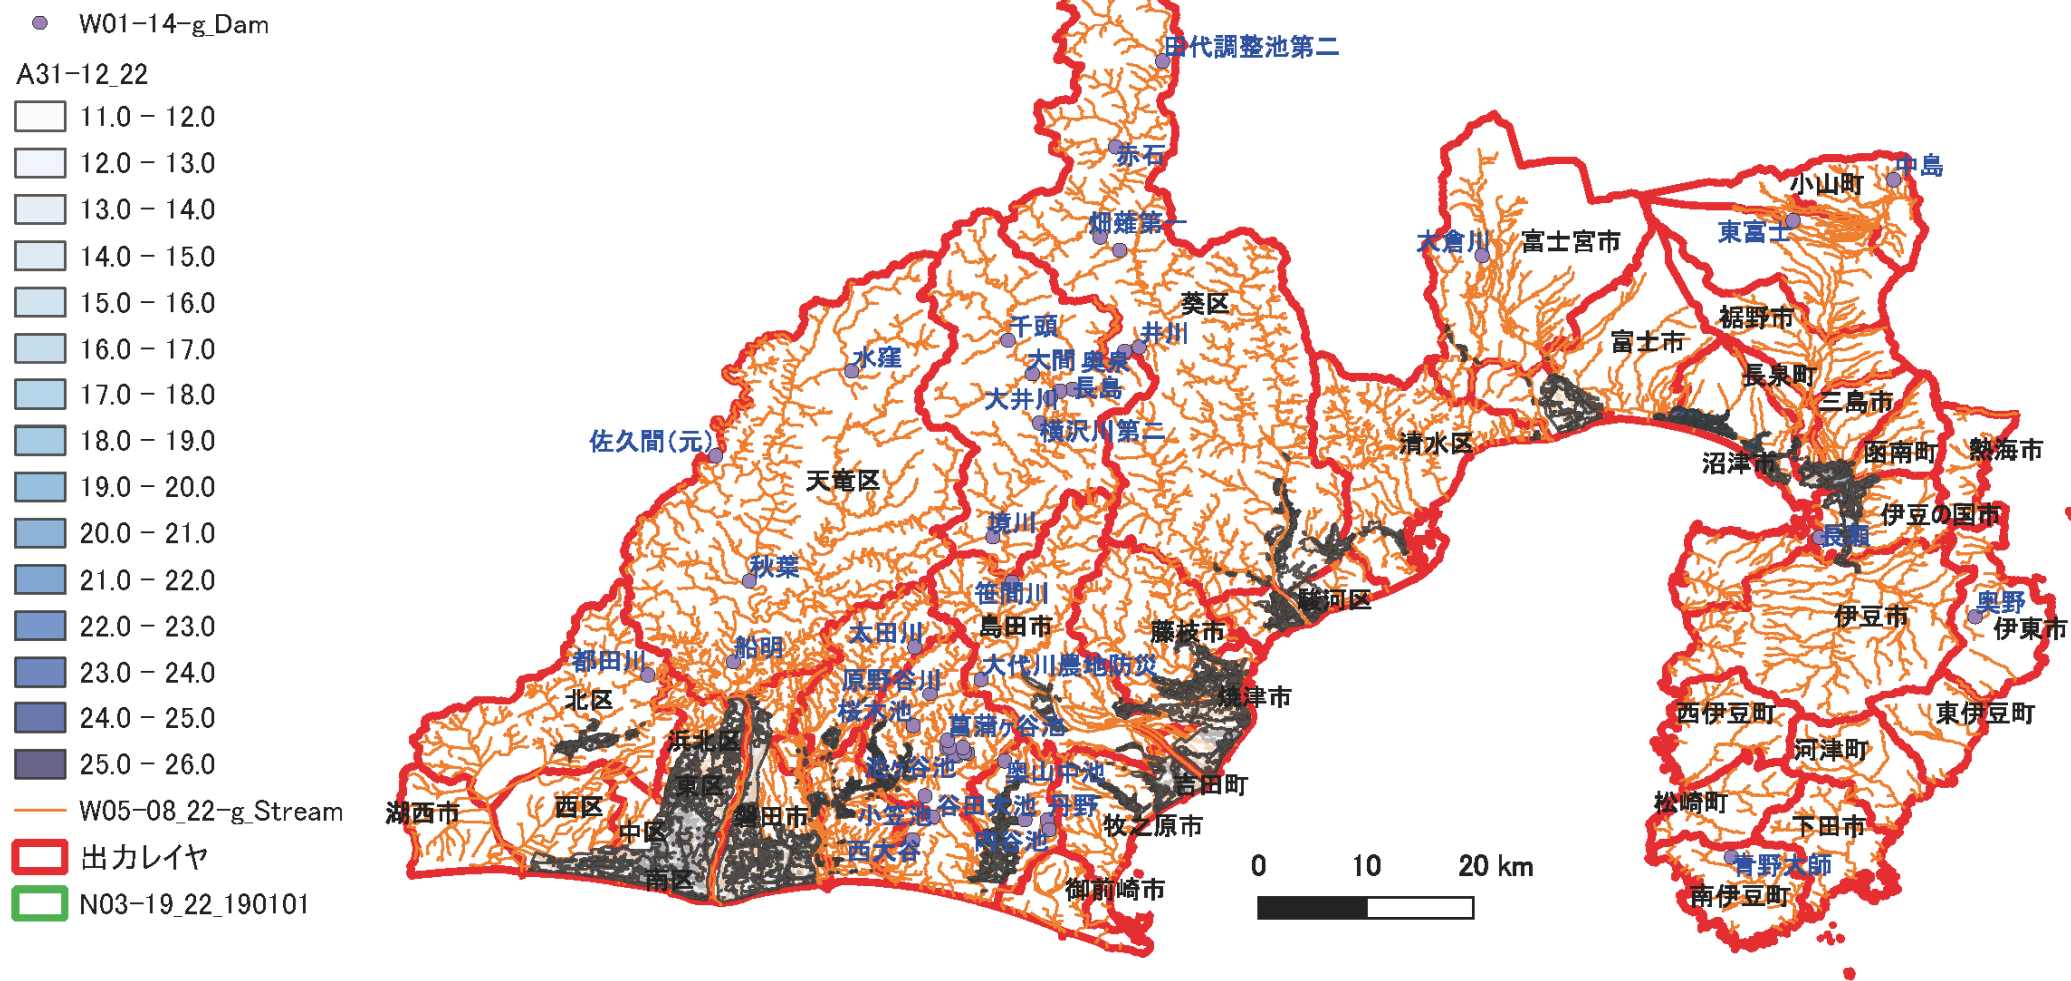 W01-14-g_Dam
A31-12_22
11.0 - 12.0
12.0 - 13.0
13.0 - 14.0
14.0 - 15.0
15.0 - 16.0
16.0 - 17.0
17.0 - 18.0
18.0 - 19.0
19.0 - 20.0
20.0 - 21.0
21.0 - 22.0
22.0 - 23.0
23.0 - 24.0
24.0 - 25.0
25.0 - 26.0
W05-08_22-g_Stream
出力レイヤ
N03-19_22_190101
田代調整池第二
赤石
畑薙第一
葵区
千頭
井川
大間
奥泉
水窪
長島
大井川
横沢川第二
佐久間(元)
天竜区
清水区
境川
秋葉
笹間川
駿河区
島田市
藤枝市
太田川
船明
都田川
大代川農地防災
原野谷川
北区
焼津市
桜木池
菖蒲ヶ谷池
浜北区
池ヶ谷池
奥山中池
東区
吉田町
湖西市
西区
小笠池
谷田大池
丹野
中区
磐田市
牧之原市
西大谷
内谷池
南区
御前崎市
0 10 20 km
中島
小山町
東富士
大倉川
富士宮市
裾野市
富士市
長泉町
三島市
函南町
熱海市
沼津市
伊豆の国市
長瀬
奥野
伊豆市
伊東市
西伊豆町
東伊豆町
河津町
松崎町
下田市
青野大師
南伊豆町